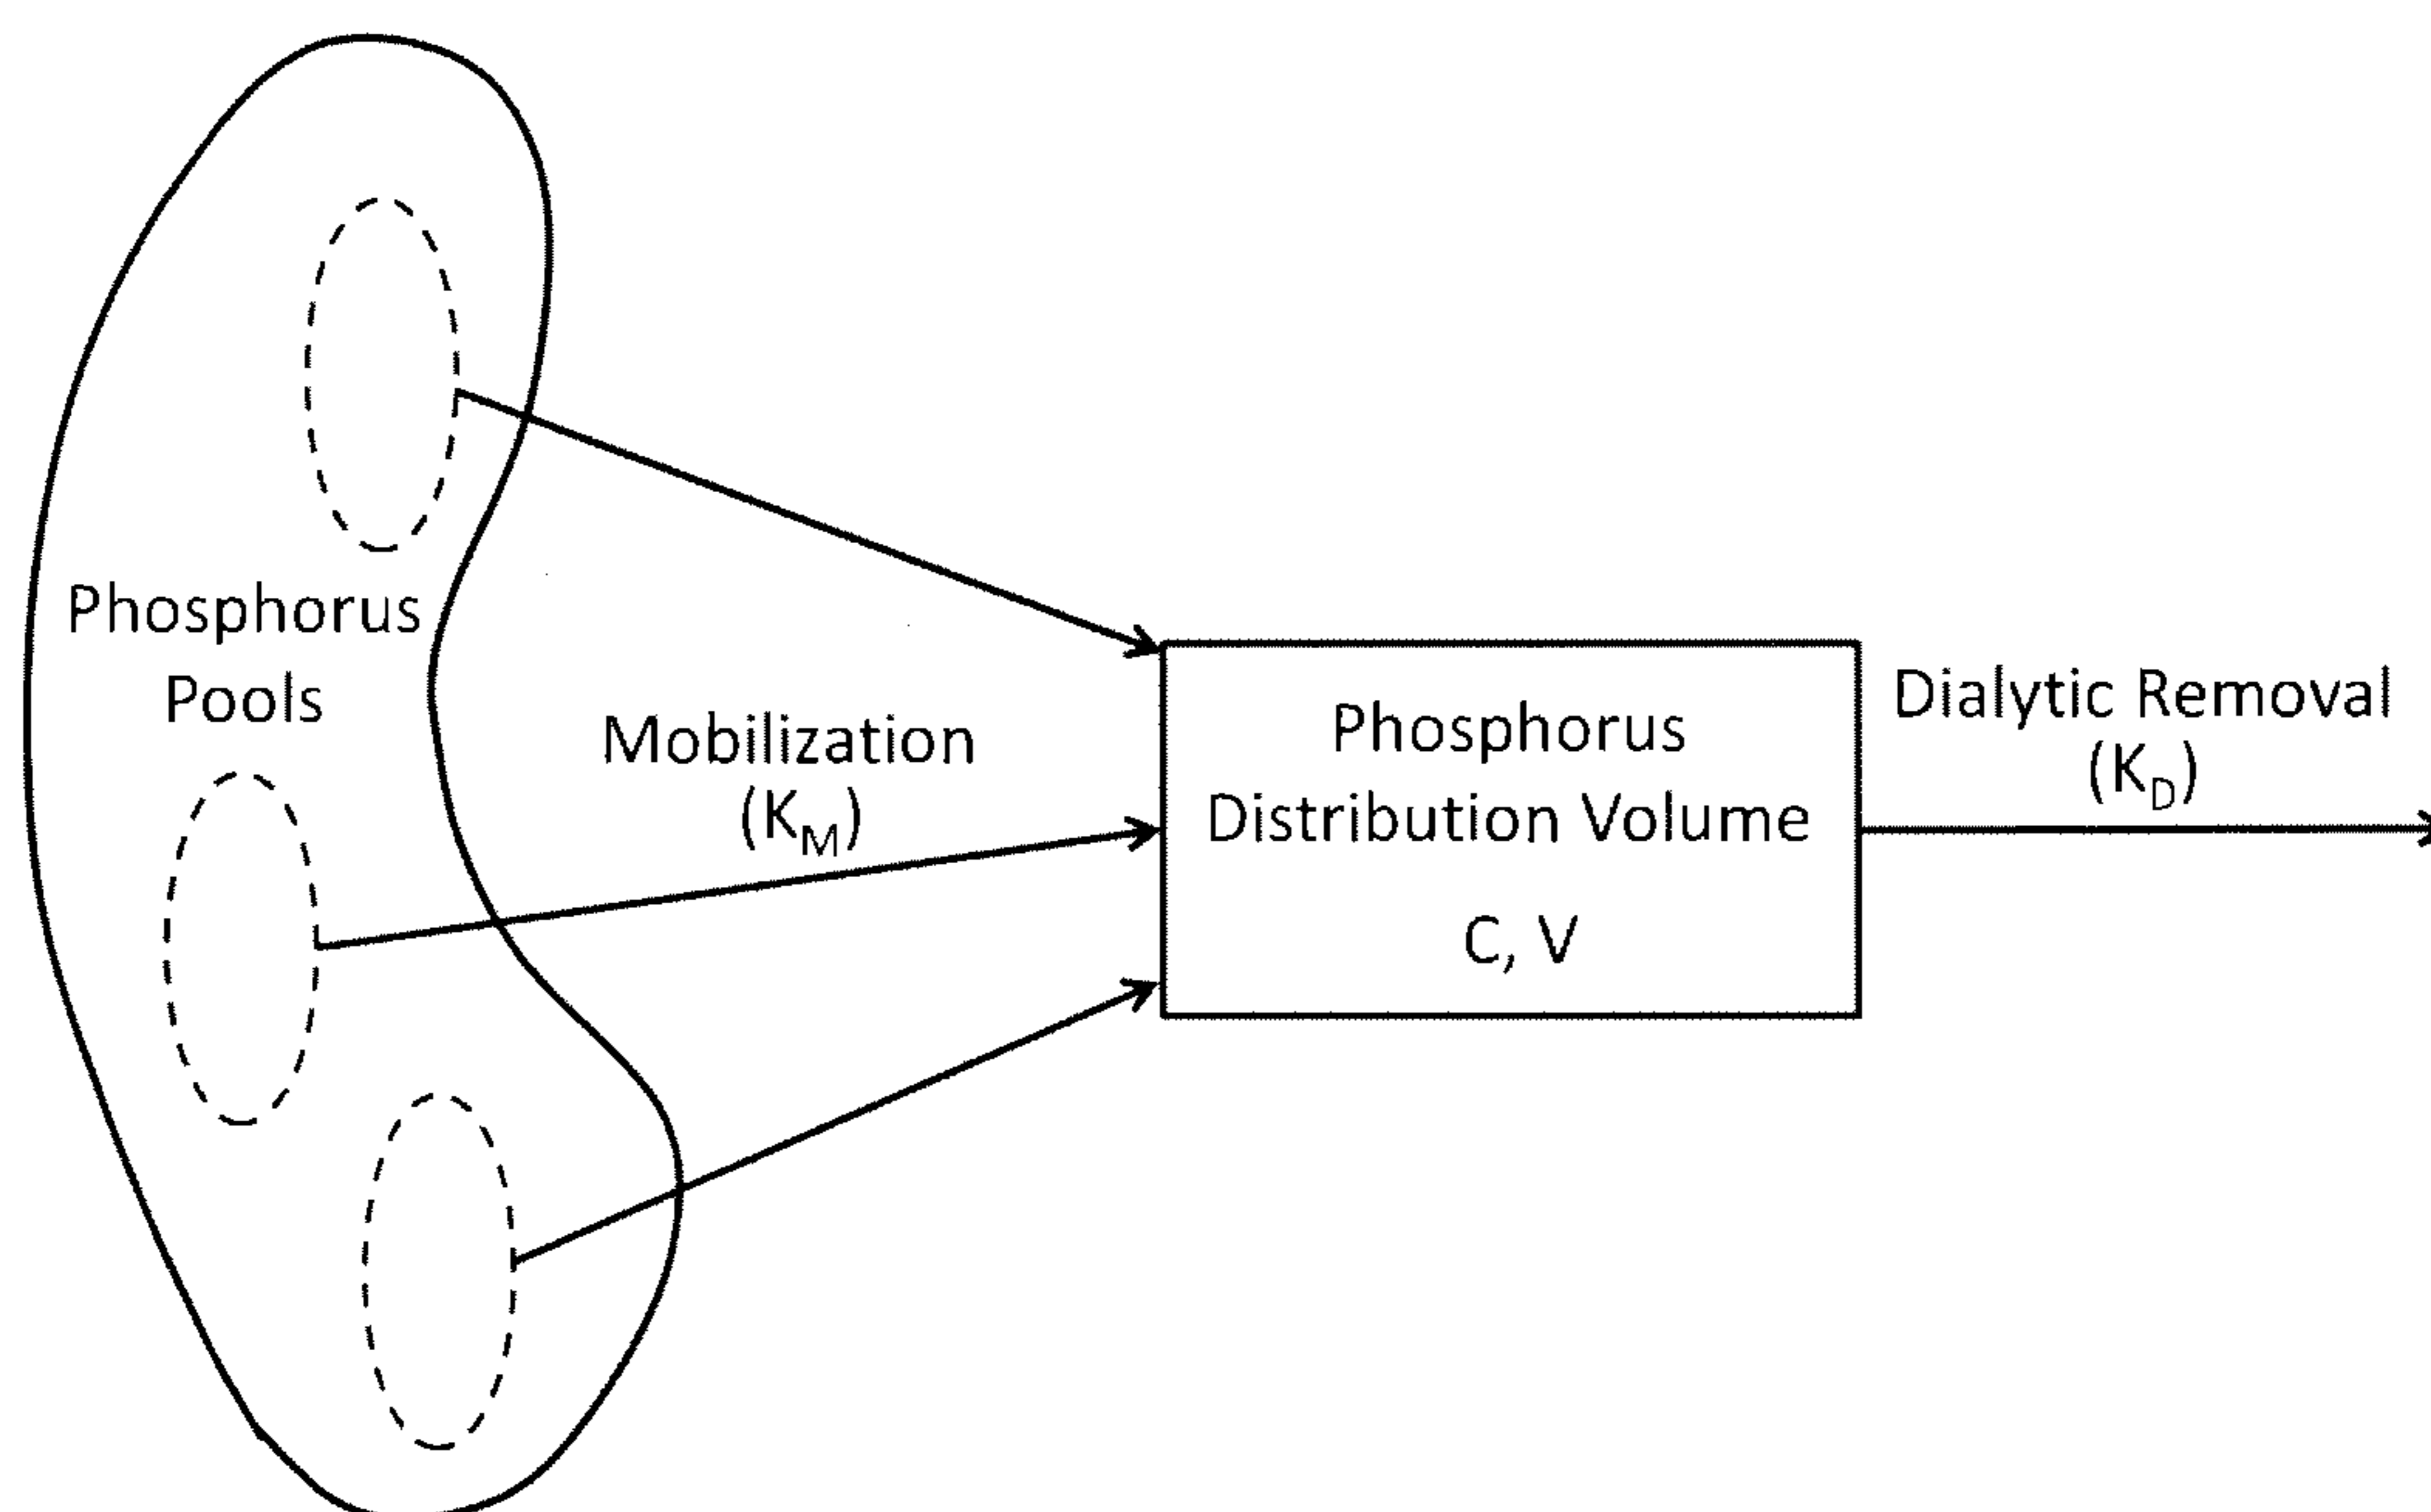 Phosphorus
Pools
Mobilization
(K_M)
Phosphorus
Distribution Volume
C, V
Dialytic Removal
(K_D)